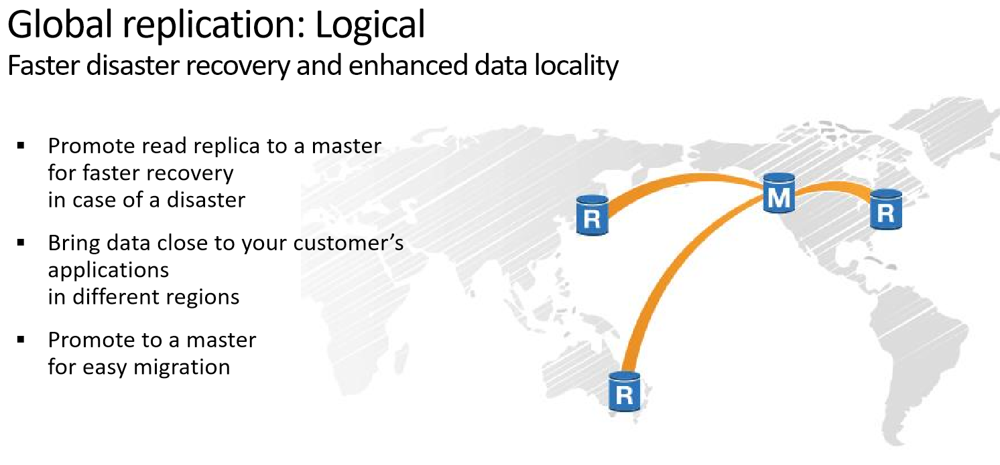 Global replication: Logical
Faster disaster recovery and enhanced data locality
▪ Promote read replica to a master
for faster recovery
in case of a disaster
▪ Bring data close to your customer’s
applications
in different regions
▪ Promote to a master
for easy migration
M
R
R
R